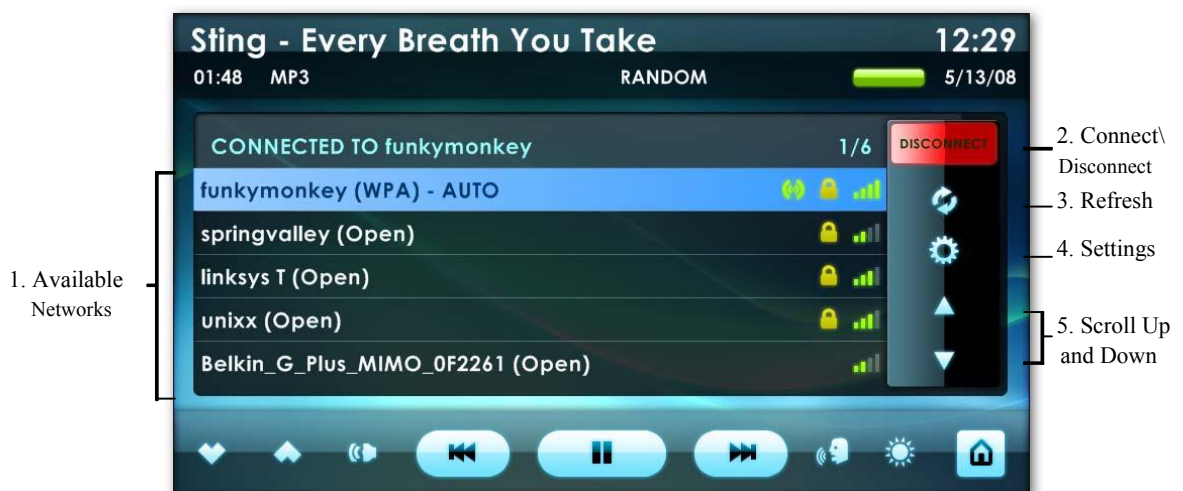 Sting - Every Breath You Take 12:29
01:48 MP3 RANDOM 5/13/08
CONNECTED TO funkymonkey 1/6 DISCONNECT
funkymonkey (WPA) - AUTO
springvalley (Open)
linksys T (Open)
unixx (Open)
Belkin_G_Plus_MIMO_0F2261 (Open)
1. Available
Networks
2. Connect\
Disconnect
3. Refresh
4. Settings
5. Scroll Up
and Down